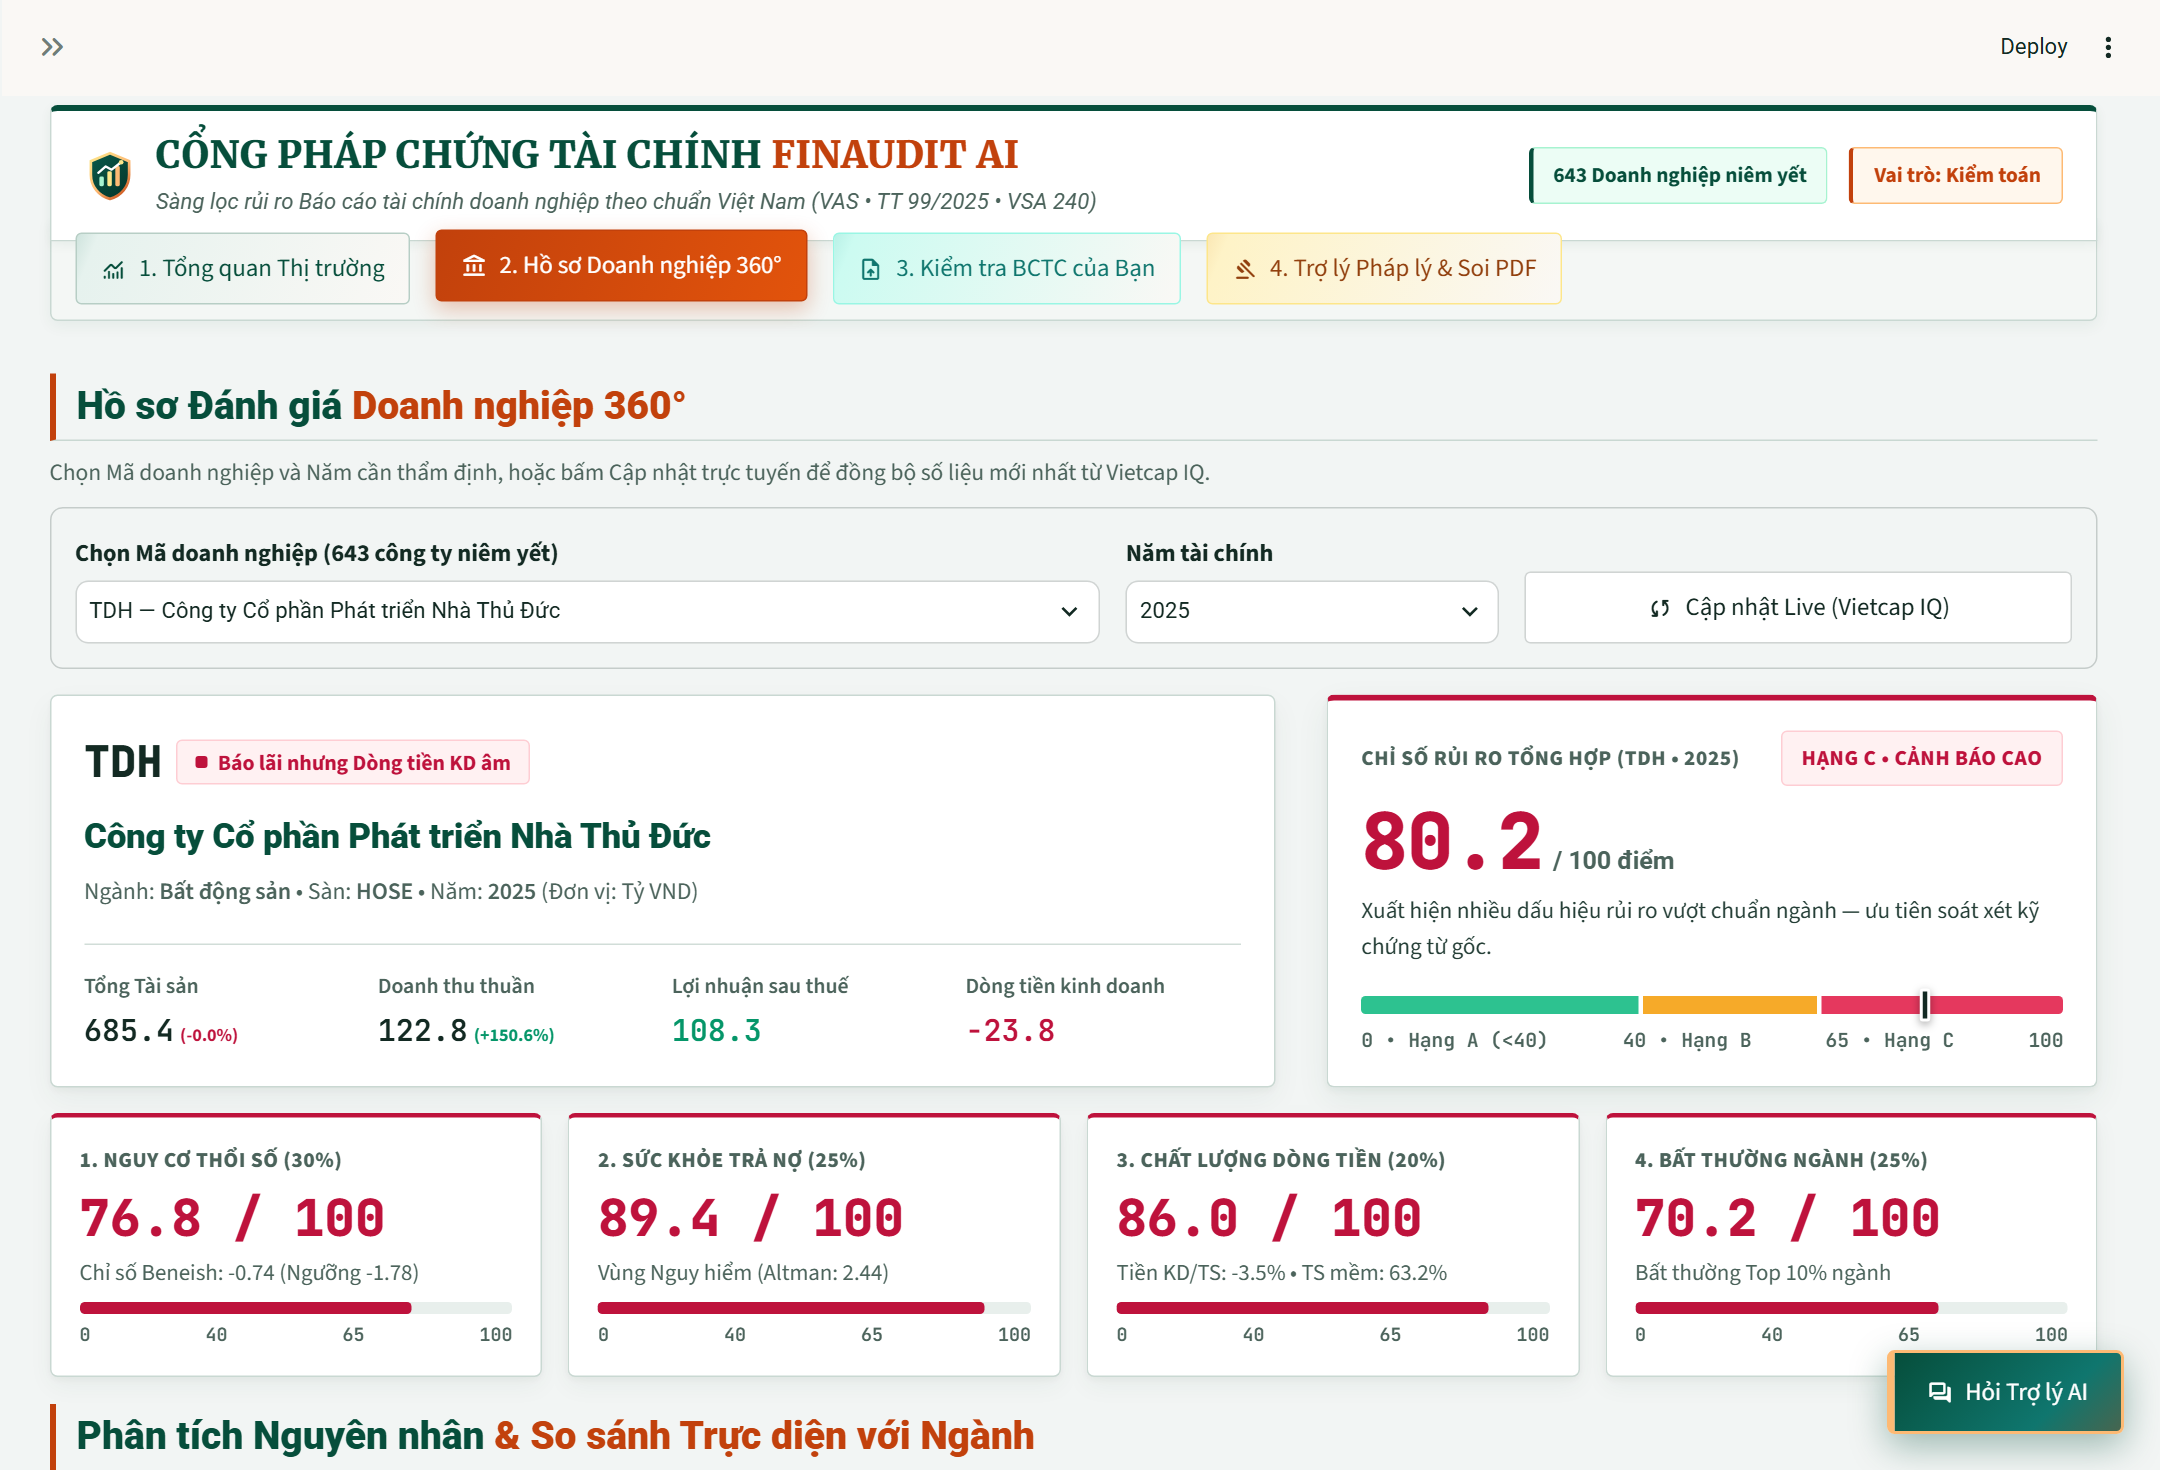 Deploy
CỔNG PHÁP CHỨNG TÀI CHÍNH FINAUDIT AI
Sàng lọc rủi ro Báo cáo tài chính doanh nghiệp theo chuẩn Việt Nam (VAS • TT 99/2025 • VSA 240)
643 Doanh nghiệp niêm yết
Vai trò: Kiểm toán
1. Tổng quan Thị trường
2. Hồ sơ Doanh nghiệp 360°
3. Kiểm tra BCTC của Bạn
4. Trợ lý Pháp lý & Soi PDF
Hồ sơ Đánh giá Doanh nghiệp 360°
Chọn Mã doanh nghiệp và Năm cần thẩm định, hoặc bấm Cập nhật trực tuyến để đồng bộ số liệu mới nhất từ Vietcap IQ.
Chọn Mã doanh nghiệp (643 công ty niêm yết)
TDH — Công ty Cổ phần Phát triển Nhà Thủ Đức
Năm tài chính
2025
Cập nhật Live (Vietcap IQ)
TDH
Báo lãi nhưng Dòng tiền KD âm
Công ty Cổ phần Phát triển Nhà Thủ Đức
Ngành: Bất động sản • Sàn: HOSE • Năm: 2025 (Đơn vị: Tỷ VND)
Tổng Tài sản
685.4 (-0.0%)
Doanh thu thuần
122.8 (+150.6%)
Lợi nhuận sau thuế
108.3
Dòng tiền kinh doanh
-23.8
CHỈ SỐ RỦI RO TỔNG HỢP (TDH • 2025)
HẠNG C • CẢNH BÁO CAO
80.2 / 100 điểm
Xuất hiện nhiều dấu hiệu rủi ro vượt chuẩn ngành — ưu tiên soát xét kỹ
chứng từ gốc.
0 • Hạng A (<40) 40 • Hạng B 65 • Hạng C 100
1. NGUY CƠ THỔI SỐ (30%)
76.8 / 100
Chỉ số Beneish: -0.74 (Ngưỡng -1.78)
0 40 65 100
2. SỨC KHỎE TRẢ NỢ (25%)
89.4 / 100
Vùng Nguy hiểm (Altman: 2.44)
0 40 65 100
3. CHẤT LƯỢNG DÒNG TIỀN (20%)
86.0 / 100
Tiền KD/TS: -3.5% • TS mềm: 63.2%
0 40 65 100
4. BẤT THƯỜNG NGÀNH (25%)
70.2 / 100
Bất thường Top 10% ngành
0 40 65 100
Hỏi Trợ lý AI
Phân tích Nguyên nhân & So sánh Trực diện với Ngành